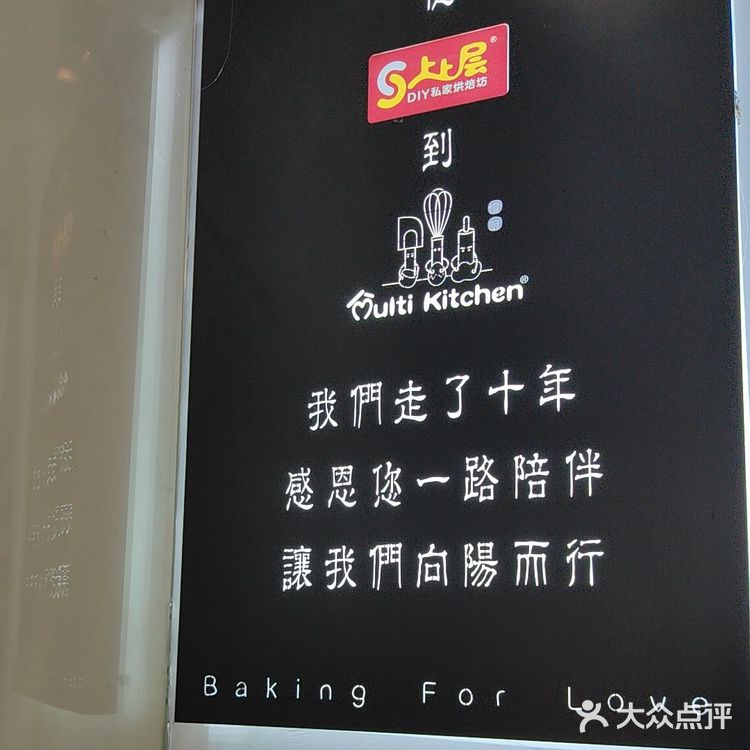 上上层®
DIY私家烘焙坊
到
Multi Kitchen®
我們走了十年
感恩您一路陪伴
讓我們向陽而行
Baking For Love
大众点评